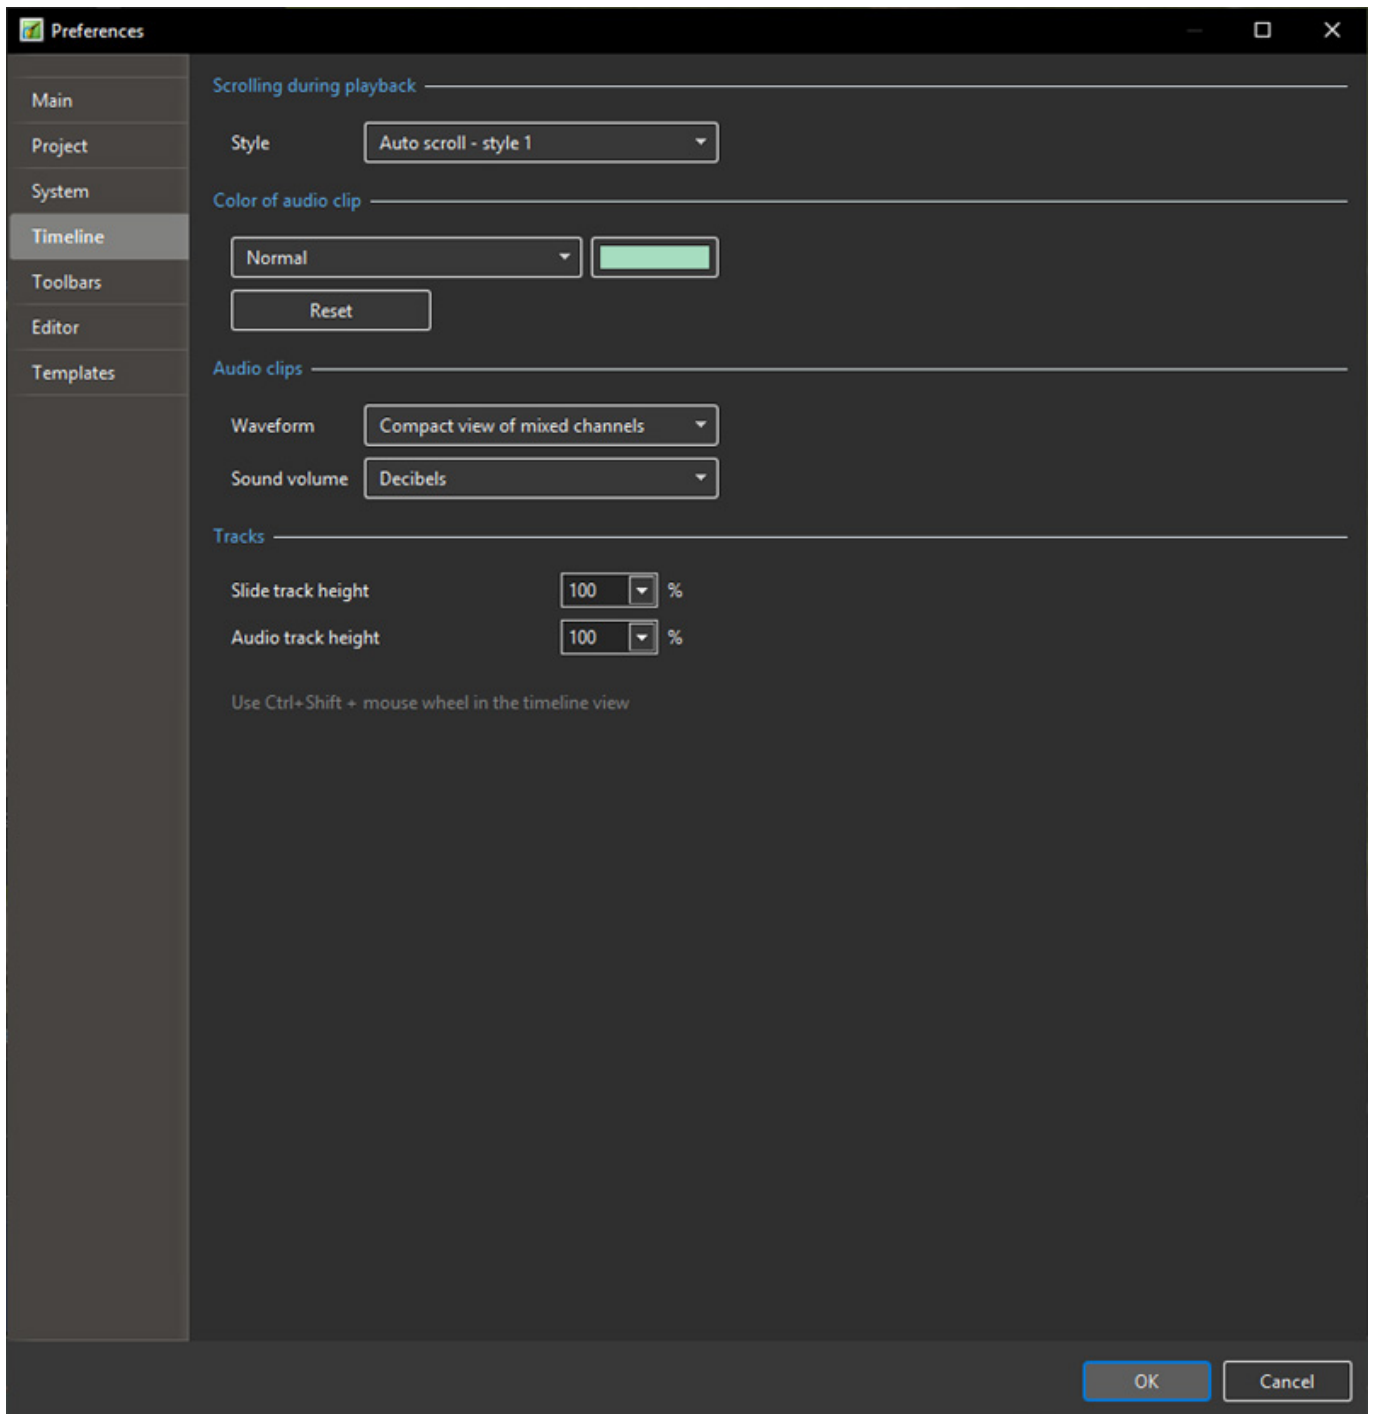 Preferences
Main
Project
System
Timeline
Toolbars
Editor
Templates
Scrolling during playback
Style Auto scroll - style 1
Color of audio clip
Normal
Reset
Audio clips
Waveform Compact view of mixed channels
Sound volume Decibels
Tracks
Slide track height 100 %
Audio track height 100 %
Use Ctrl+Shift + mouse wheel in the timeline view
OK Cancel